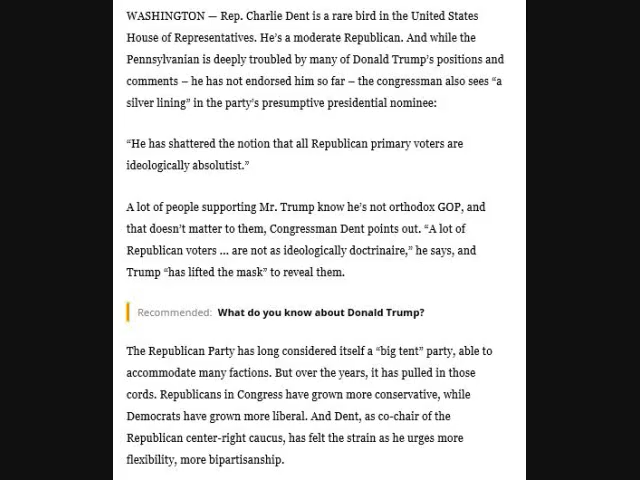 WASHINGTON — Rep. Charlie Dent is a rare bird in the United States
House of Representatives. He’s a moderate Republican. And while the
Pennsylvanian is deeply troubled by many of Donald Trump’s positions and
comments – he has not endorsed him so far – the congressman also sees “a
silver lining” in the party’s presumptive presidential nominee:
“He has shattered the notion that all Republican primary voters are
ideologically absolutist.”
A lot of people supporting Mr. Trump know he’s not orthodox GOP, and
that doesn’t matter to them, Congressman Dent points out. “A lot of
Republican voters ... are not as ideologically doctrinaire,” he says, and
Trump “has lifted the mask” to reveal them.
Recommended: What do you know about Donald Trump?
The Republican Party has long considered itself a “big tent” party, able to
accommodate many factions. But over the years, it has pulled in those
cords. Republicans in Congress have grown more conservative, while
Democrats have grown more liberal. And Dent, as co-chair of the
Republican center-right caucus, has felt the strain as he urges more
flexibility, more bipartisanship.